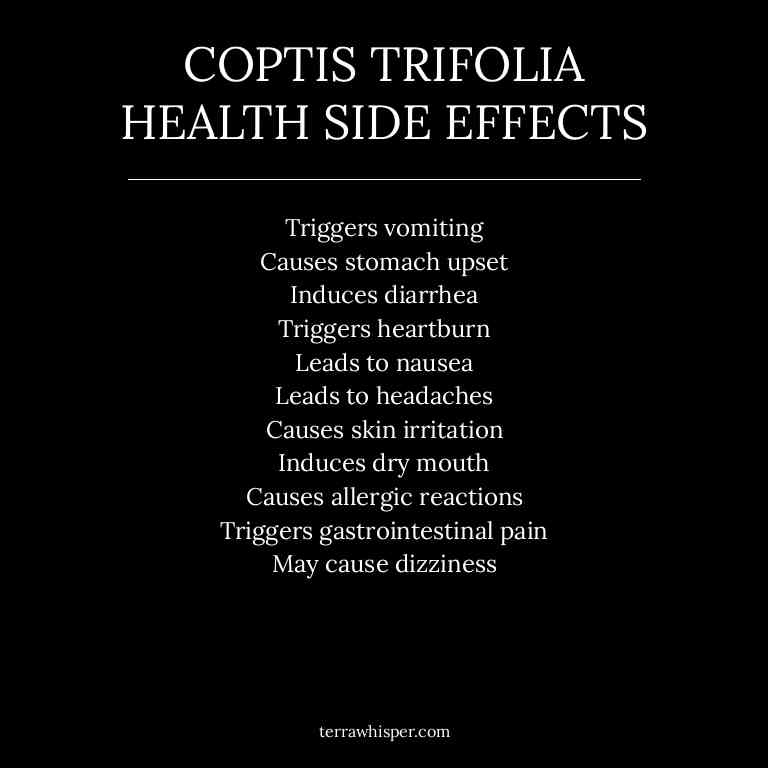 COPTIS TRIFOLIA
HEALTH SIDE EFFECTS
Triggers vomiting
Causes stomach upset
Induces diarrhea
Triggers heartburn
Leads to nausea
Leads to headaches
Causes skin irritation
Induces dry mouth
Causes allergic reactions
Triggers gastrointestinal pain
May cause dizziness
terrawhisper.com